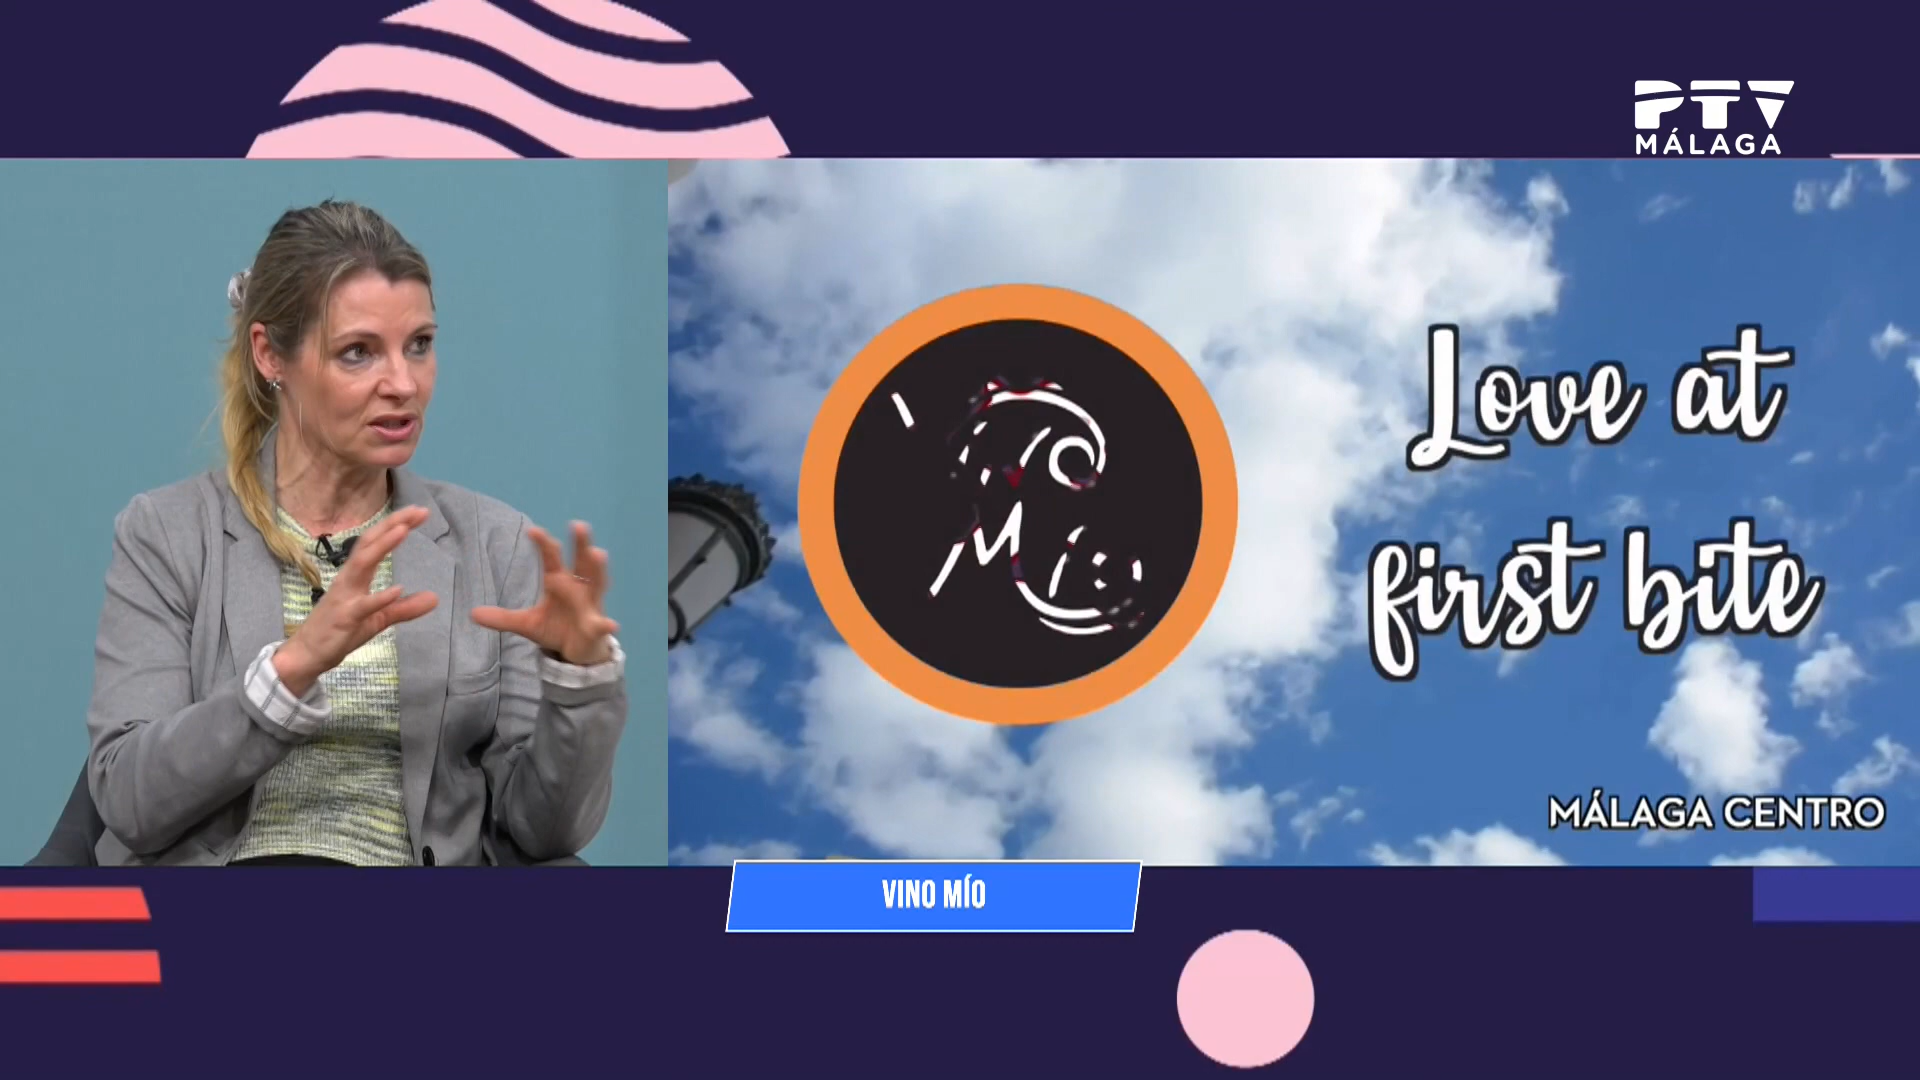 PTV
MÁLAGA
Love at
first bite
MÁLAGA CENTRO
VINO MÍO